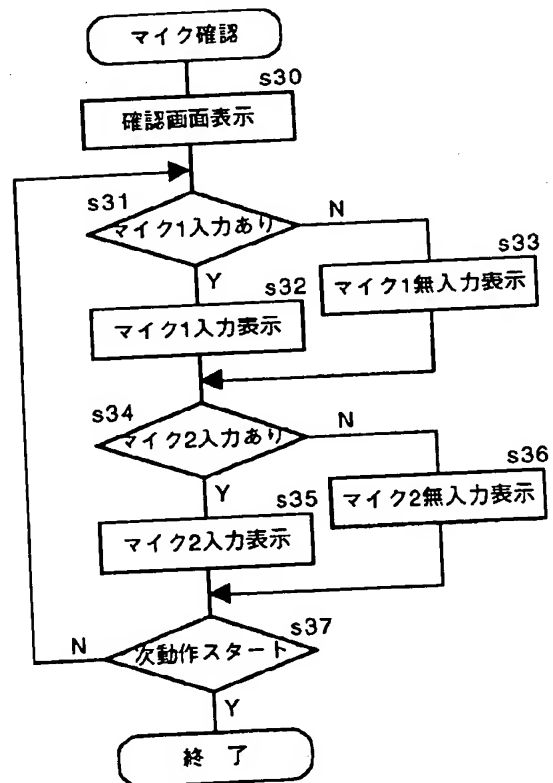 マイク確認
s30
確認画面表示
s31
マイク1入力あり
N
Y
s32
s33
マイク1無入力表示
マイク1入力表示
s34
マイク2入力あり
N
Y
s35
s36
マイク2無入力表示
マイク2入力表示
s37
次動作スタート
N
Y
終了